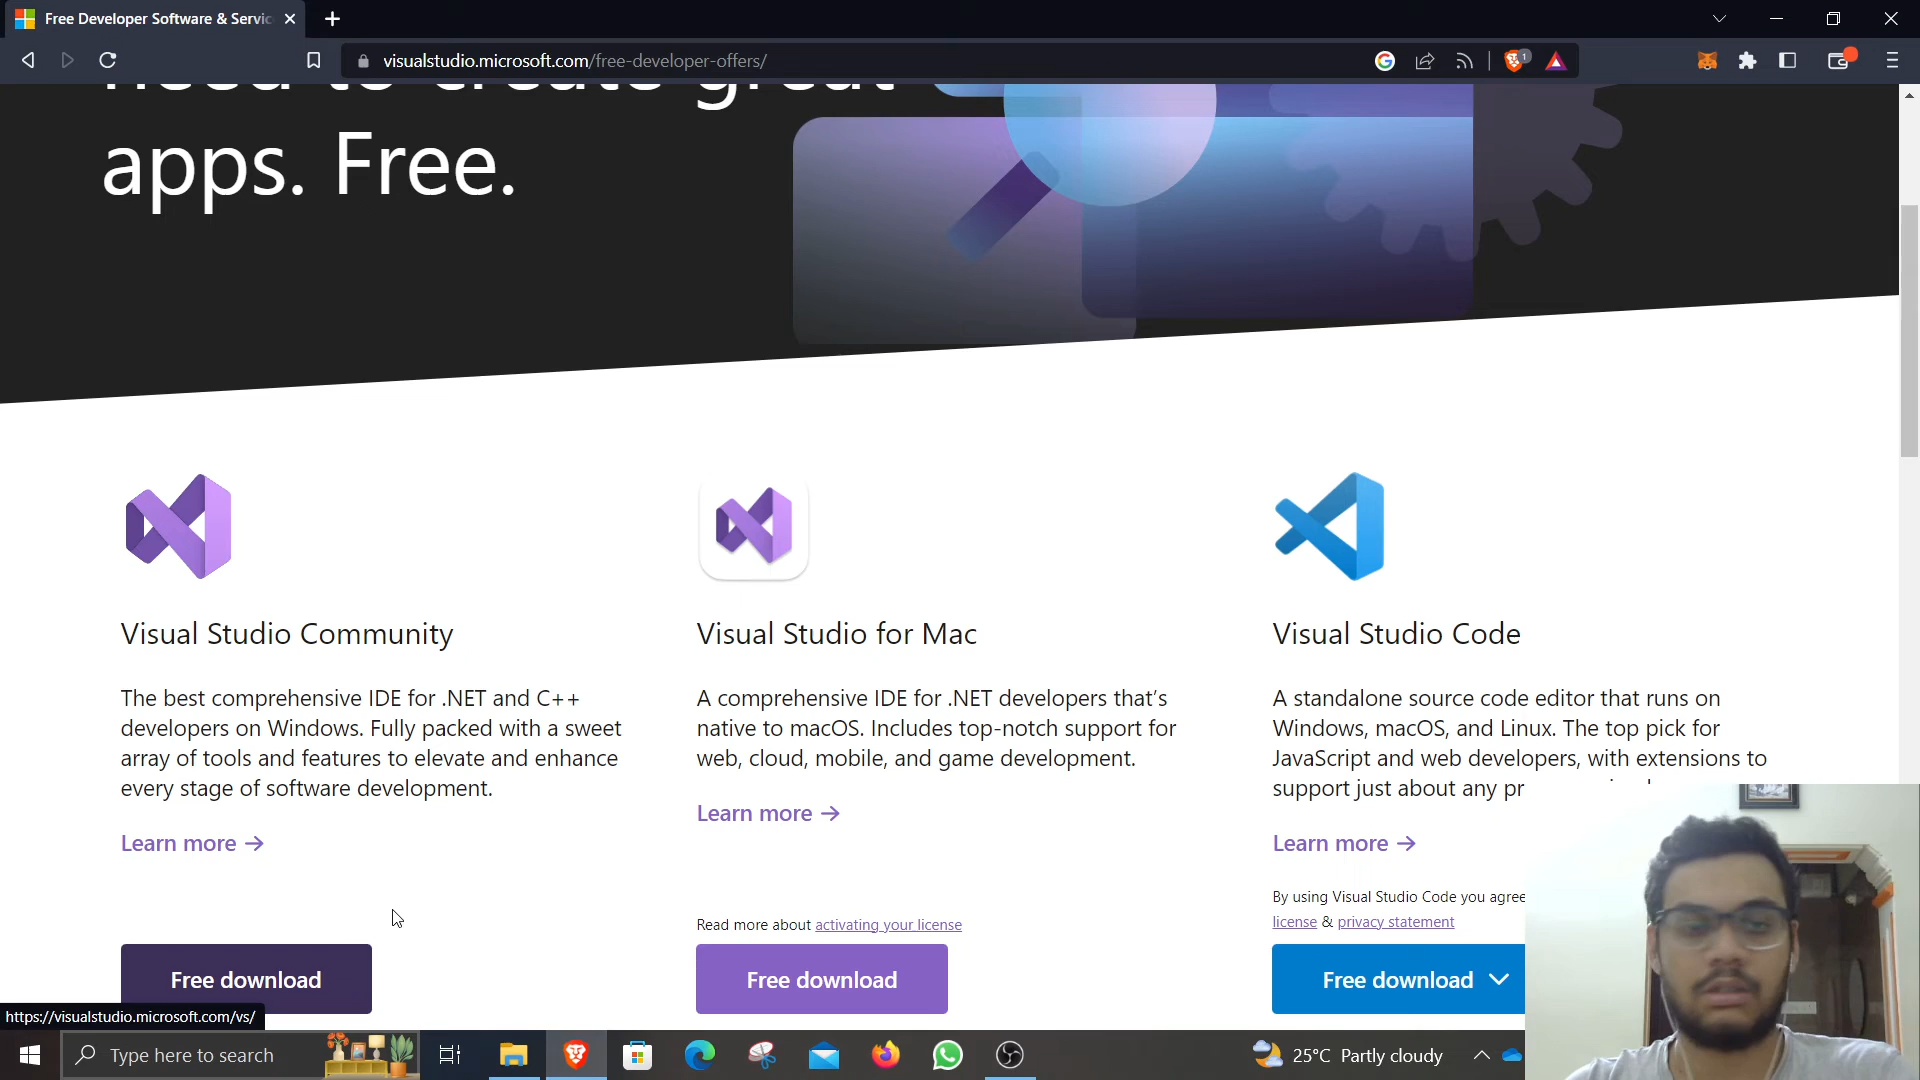 Free Developer Software & Servic
visualstudio.microsoft.com/free-developer-offers/
1
need to create great
apps. Free.
Visual Studio Community
The best comprehensive IDE for .NET and C++
developers on Windows. Fully packed with a sweet
array of tools and features to elevate and enhance
every stage of software development.
Learn more →
Free download
Visual Studio for Mac
A comprehensive IDE for .NET developers that's
native to macOS. Includes top-notch support for
web, cloud, mobile, and game development.
Learn more →
Read more about activating your license
Free download
Visual Studio Code
A standalone source code editor that runs on
Windows, macOS, and Linux. The top pick for
JavaScript and web developers, with extensions to
support just about any
Learn more →
By using Visual Studio Code you agree
license & privacy statement
Free download
https://visualstudio.microsoft.com/vs/
Type here to search
25°C Partly cloudy